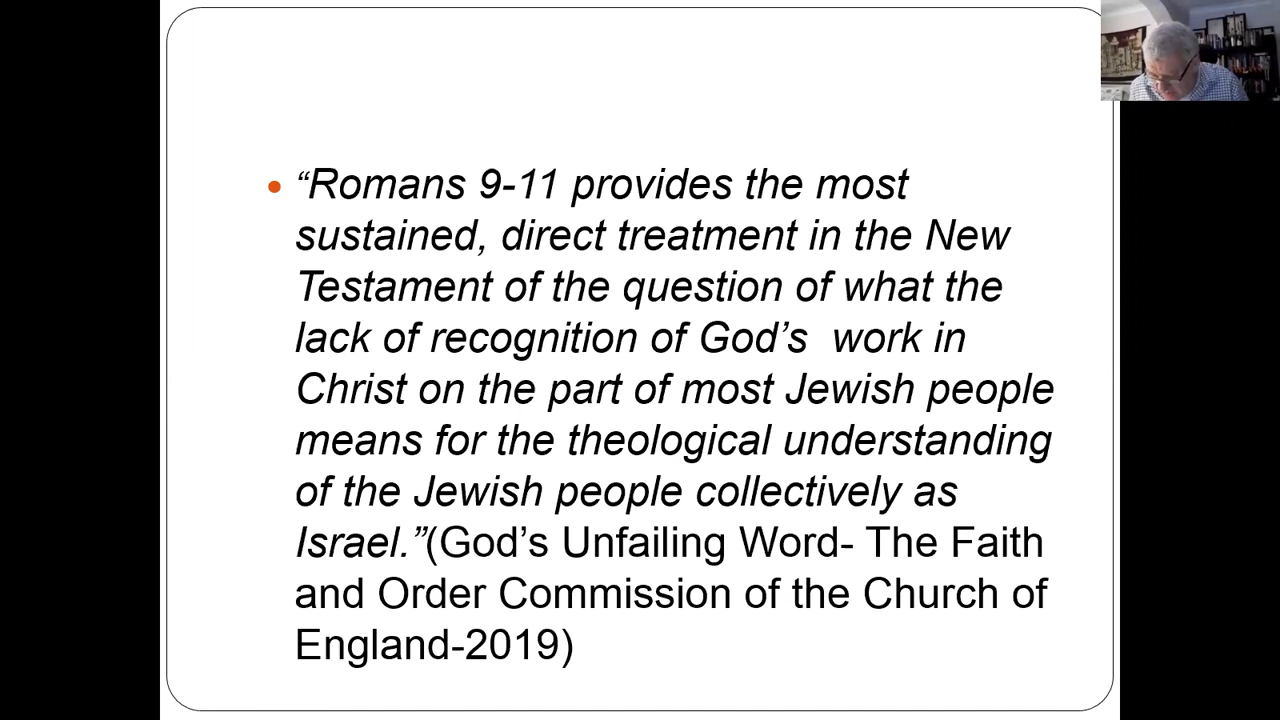 • “Romans 9-11 provides the most
sustained, direct treatment in the New
Testament of the question of what the
lack of recognition of God’s  work in
Christ on the part of most Jewish people
means for the theological understanding
of the Jewish people collectively as
Israel.”(God’s Unfailing Word- The Faith
and Order Commission of the Church of
England-2019)